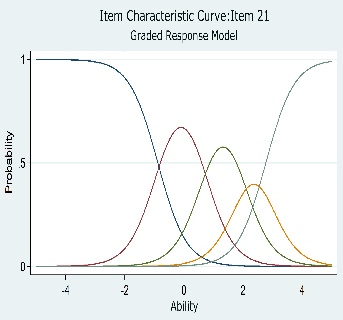 Item Characteristic Curve:Item 21
Graded Response Model
Probability
1
.5
0
-4 -2 0 2 4
Ability